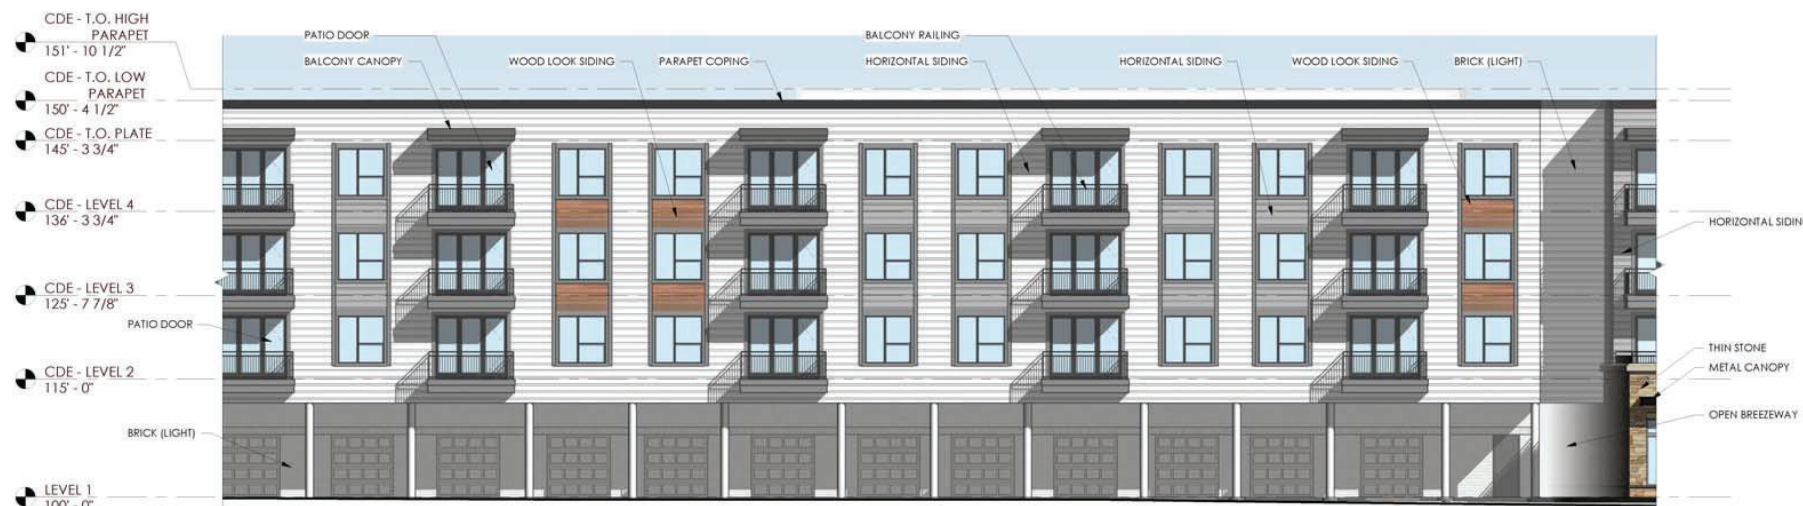 CDE - T.O. HIGH
PARAPET
151' - 10 1/2"
CDE - T.O. LOW
PARAPET
150' - 4 1/2"
CDE - T.O. PLATE
145' - 3 3/4"
CDE - LEVEL 4
136' - 3 3/4"
CDE - LEVEL 3
125' - 7 7/8"
PATIO DOOR
CDE - LEVEL 2
115' - 0"
BRICK (LIGHT)
LEVEL 1
100' - 0"
PATIO DOOR
BALCONY CANOPY
WOOD LOOK SIDING
PARAPET COPING
BALCONY RAILING
HORIZONTAL SIDING
HORIZONTAL SIDING
WOOD LOOK SIDING
BRICK (LIGHT)
HORIZONTAL SIDIN
THIN STONE
METAL CANOPY
OPEN BREEZEWAY